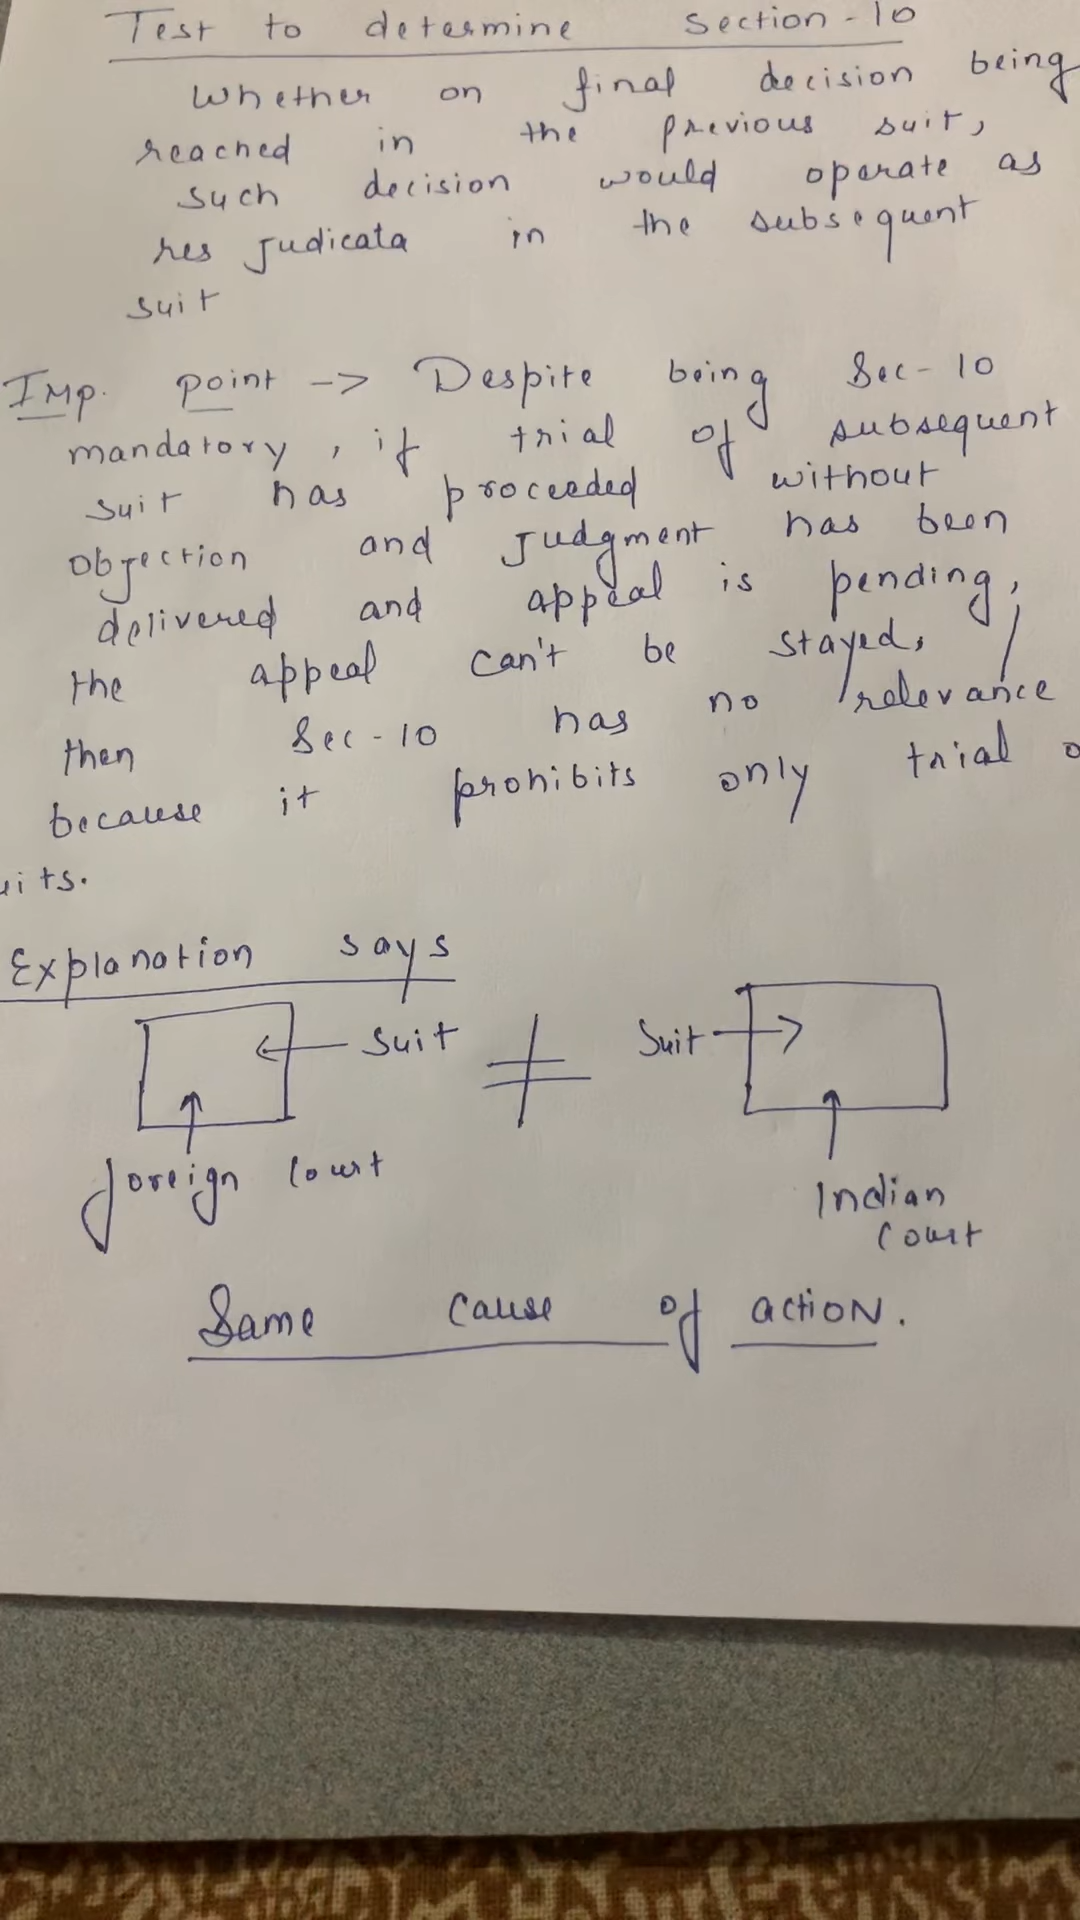 Test to determine Section-10
Whether on final decision being
reached in the previous suit,
such decision would operate as
res judicata in the subsequent
suit
Imp. point -> Despite being Sec-10
mandatory, if trial of subsequent
suit has proceeded without
objection and Judgment has been
delivered and appeal is pending,
the appeal can't be stayed,
then Sec-10 has no relevance
because it prohibits only trial
Explanation says
← Suit ≠ Suit →
foreign Court
Indian
Court
Same cause of action.